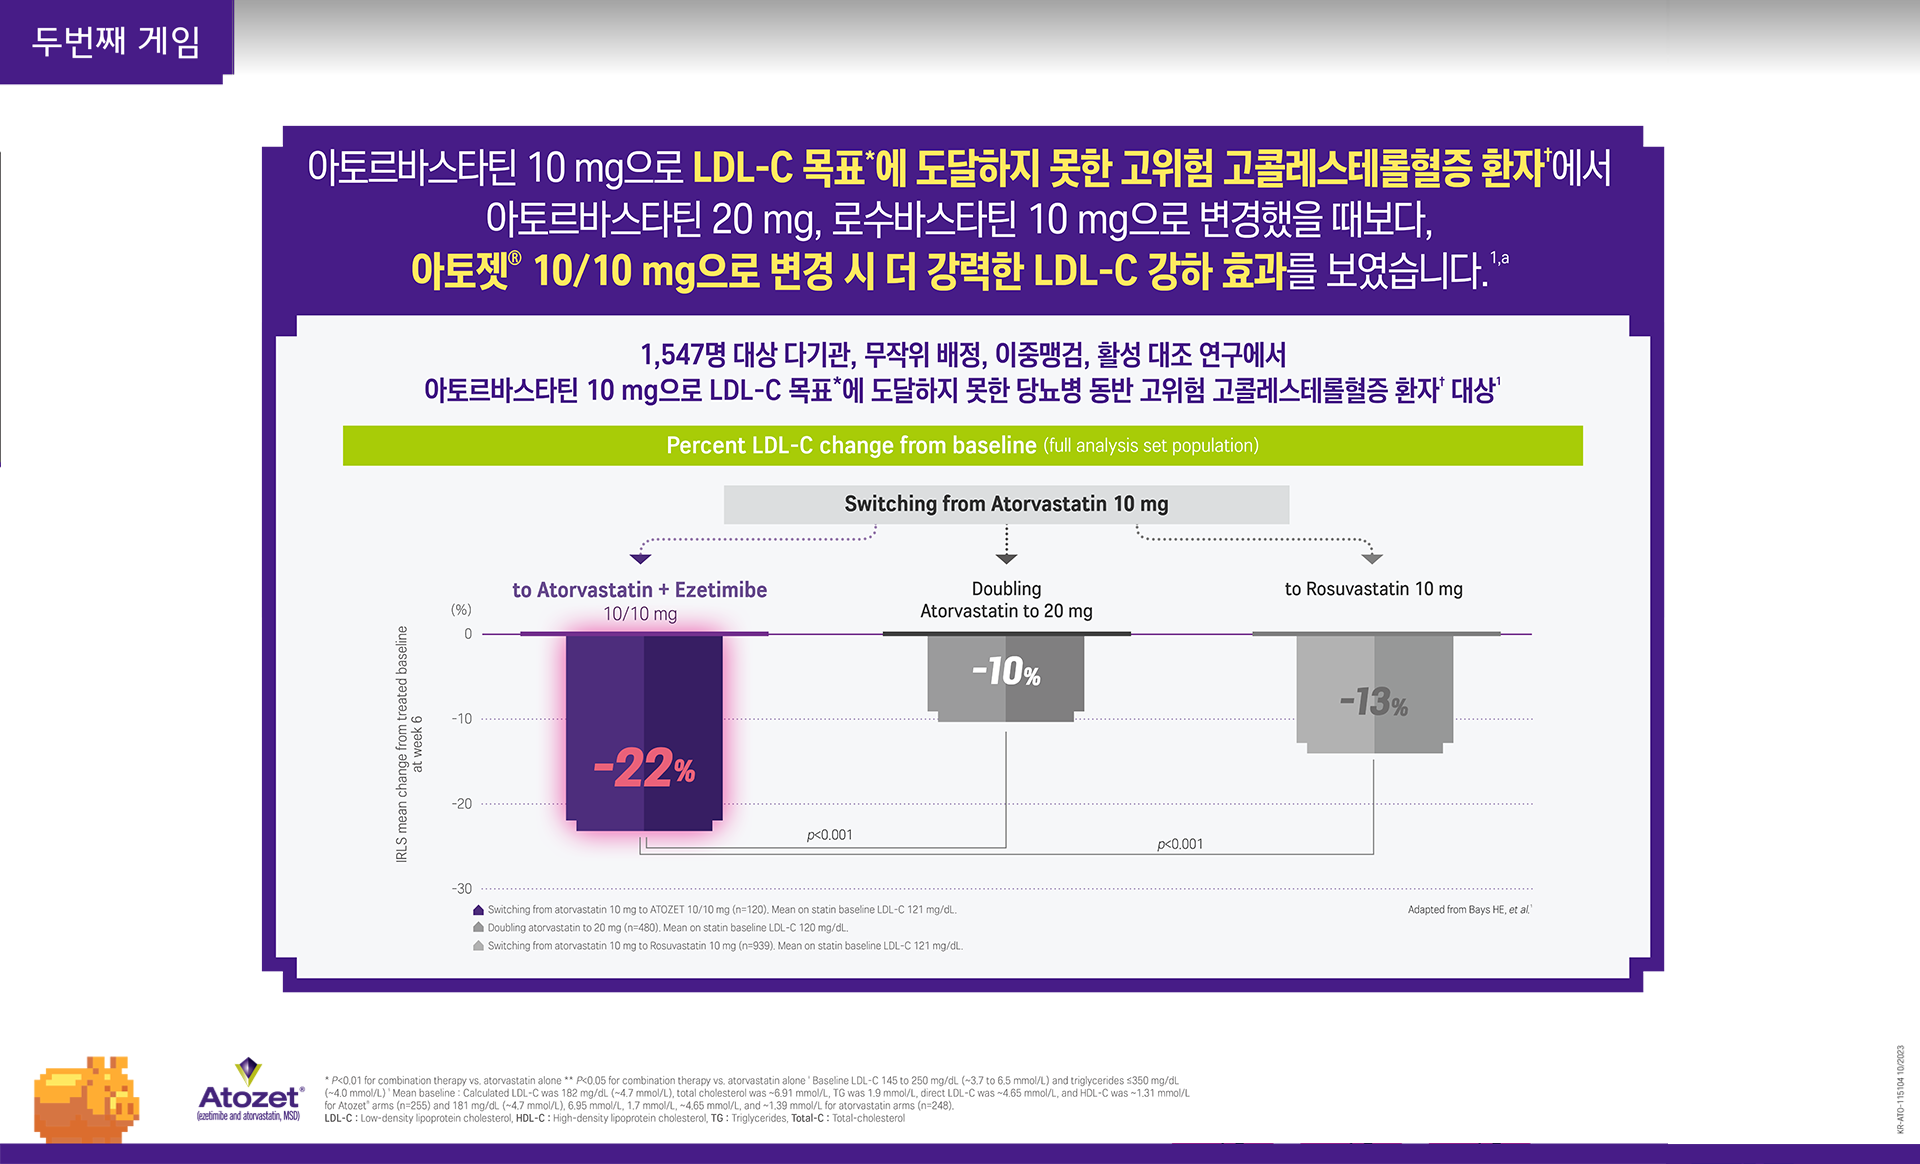 두번째 게임
아토르바스타틴 10 mg으로 LDL-C 목표*에 도달하지 못한 고위험 고콜레스테롤혈증 환자†에서
아토르바스타틴 20 mg, 로수바스타틴 10 mg으로 변경했을 때보다,
아토젯® 10/10 mg으로 변경 시 더 강력한 LDL-C 강하 효과를 보였습니다.1,a
1,547명 대상 다기관, 무작위 배정, 이중맹검, 활성 대조 연구에서
아토르바스타틴 10 mg으로 LDL-C 목표*에 도달하지 못한 당뇨병 동반 고위험 고콜레스테롤혈증 환자† 대상1
Percent LDL-C change from baseline (full analysis set population)
Switching from Atorvastatin 10 mg
to Atorvastatin + Ezetimibe
10/10 mg
Doubling
Atorvastatin to 20 mg
to Rosuvastatin 10 mg
(%)
0
-10
-20
-30
IRLS mean change from treated baseline
at week 6
-22%
-10%
-13%
p<0.001
p<0.001
Switching from atorvastatin 10 mg to ATOZET 10/10 mg (n=120). Mean on statin baseline LDL-C 121 mg/dL.
Doubling atorvastatin to 20 mg (n=480). Mean on statin baseline LDL-C 120 mg/dL.
Switching from atorvastatin 10 mg to Rosuvastatin 10 mg (n=939). Mean on statin baseline LDL-C 121 mg/dL.
Adapted from Bays HE, et al.1
Atozet®
(ezetimibe and atorvastatin, MSD)
* P<0.01 for combination therapy vs. atorvastatin alone ** P<0.05 for combination therapy vs. atorvastatin alone † Baseline LDL-C 145 to 250 mg/dL (~3.7 to 6.5 mmol/L) and triglycerides ≤350 mg/dL
(~4.0 mmol/L) † Mean baseline : Calculated LDL-C was 182 mg/dL (~4.7 mmol/L), total cholesterol was ~6.91 mmol/L, TG was 1.9 mmol/L, direct LDL-C was ~4.65 mmol/L, and HDL-C was ~1.31 mmol/L
for Atozet® arms (n=255) and 181 mg/dL (~4.7 mmol/L), 6.95 mmol/L, 1.7 mmol/L, ~4.65 mmol/L, and ~1.39 mmol/L for atorvastatin arms (n=248).
LDL-C : Low-density lipoprotein cholesterol, HDL-C : High-density lipoprotein cholesterol, TG : Triglycerides, Total-C : Total-cholesterol
KR-ATO-115104 10/2023